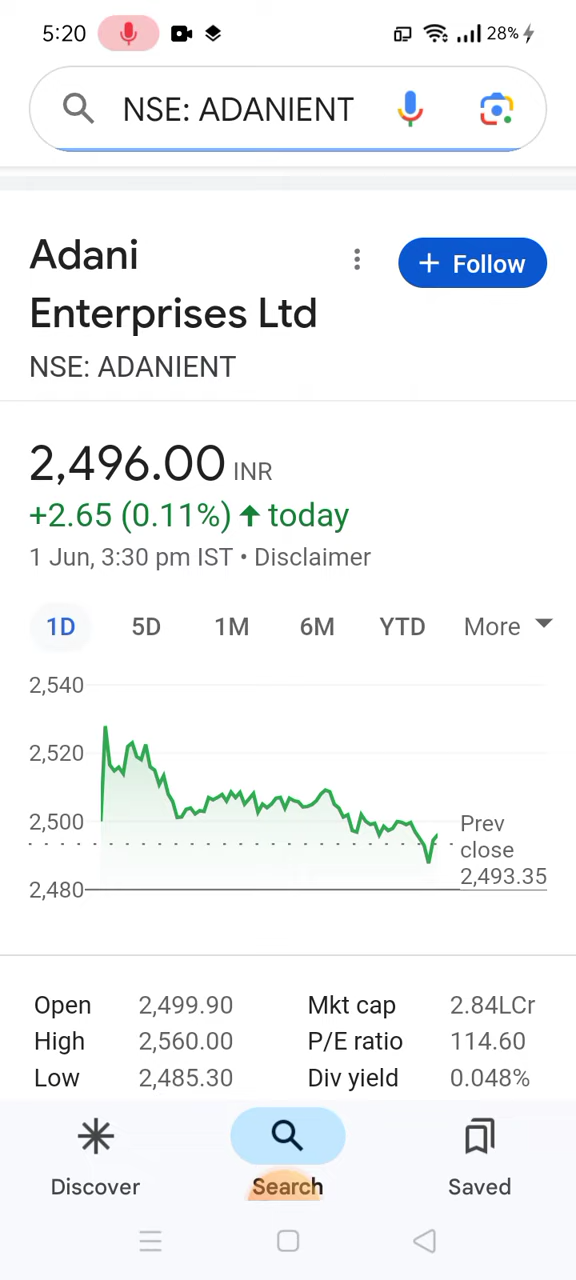 5:20 28%
NSE: ADANIENT
Adani
Enterprises Ltd
+ Follow
NSE: ADANIENT
2,496.00 INR
+2.65 (0.11%) ↑ today
1 Jun, 3:30 pm IST • Disclaimer
1D 5D 1M 6M YTD More
2,540
2,520
2,500
2,480
Prev
close
2,493.35
Open 2,499.90 Mkt cap 2.84LCr
High 2,560.00 P/E ratio 114.60
Low 2,485.30 Div yield 0.048%
Discover Search Saved